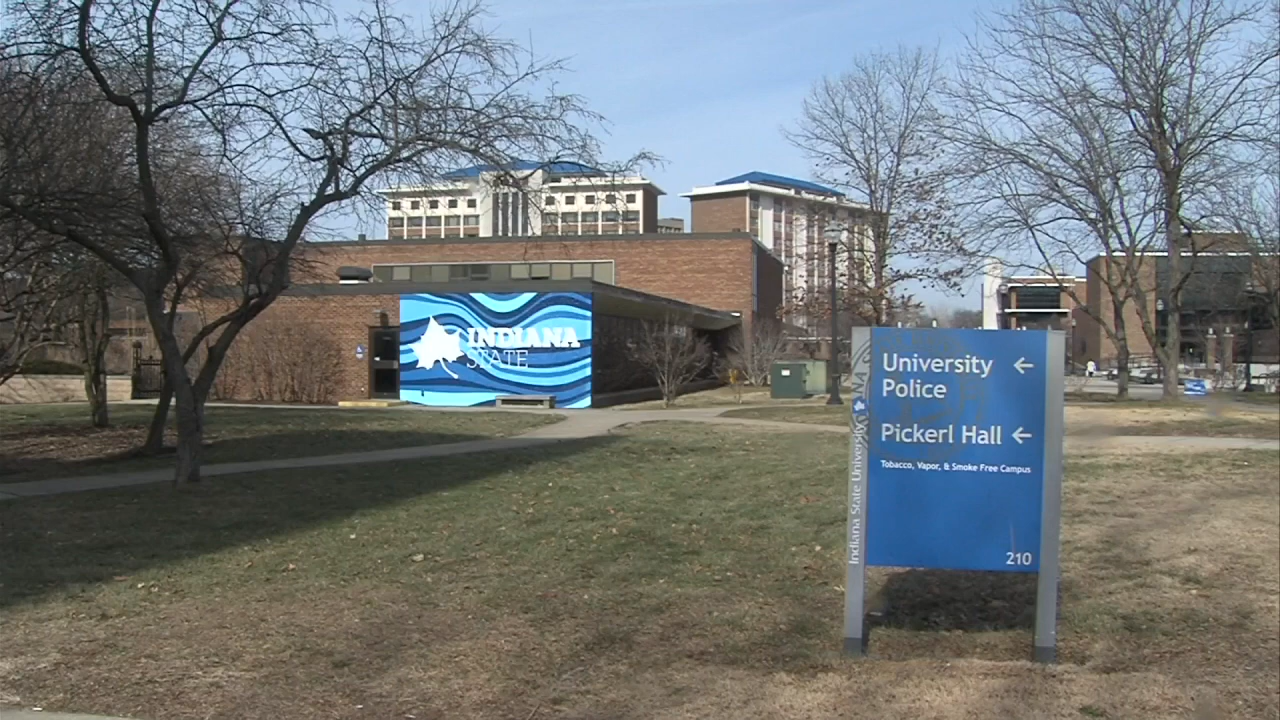 INDIANA
STATE
University ←
Police
Pickerl Hall ←
Tobacco, Vapor, & Smoke Free Campus
210
Indiana State University